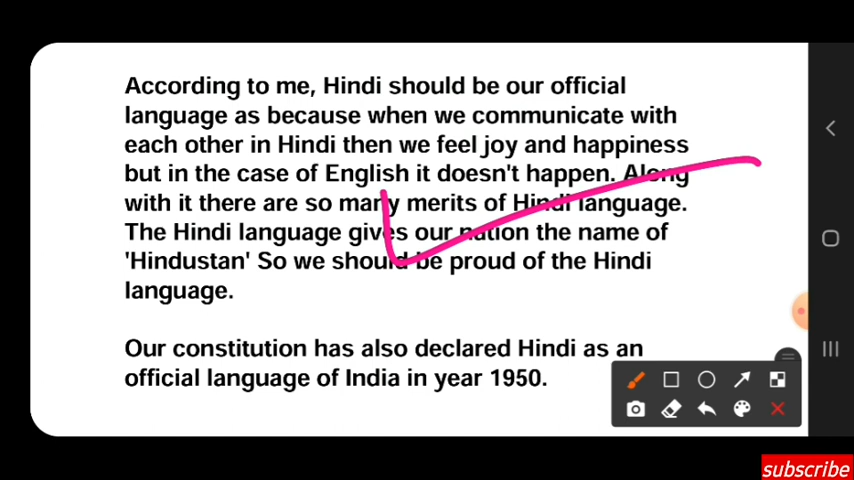 According to me, Hindi should be our official
language as because when we communicate with
each other in Hindi then we feel joy and happiness
but in the case of English it doesn't happen. Along
with it there are so many merits of Hindi language.
The Hindi language gives our nation the name of
'Hindustan' So we should be proud of the Hindi
language.
Our constitution has also declared Hindi as an
official language of India in year 1950.
subscribe